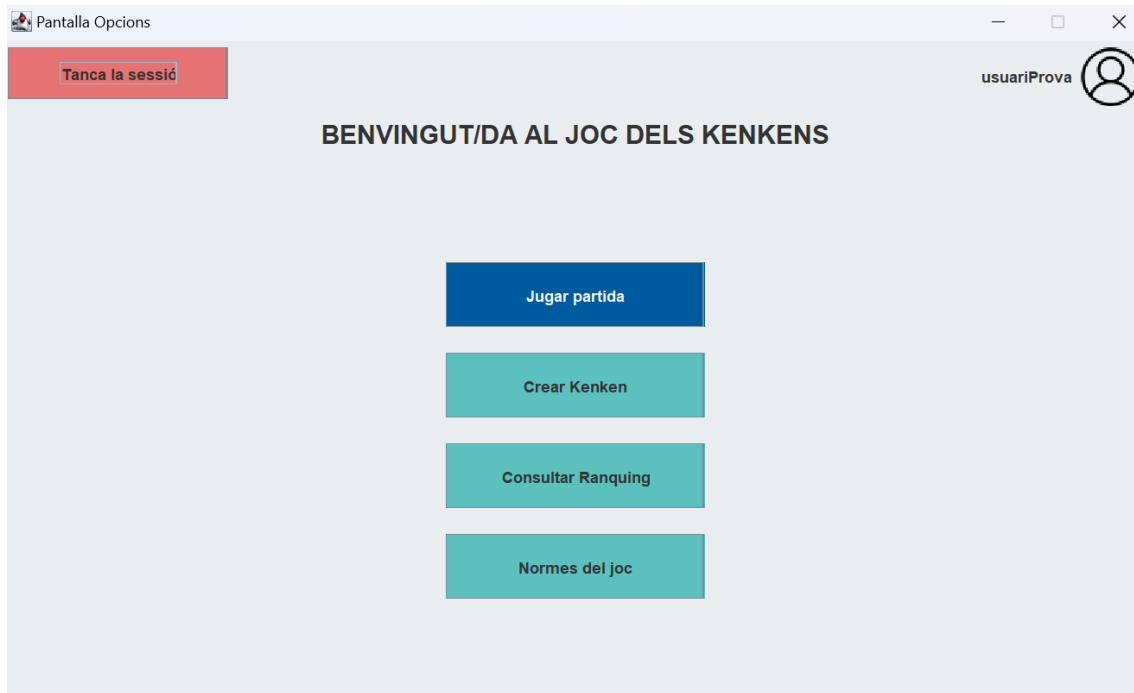 Pantalla Opcions
Tanca la sessió
usuariProva
BENVINGUT/DA AL JOC DELS KENKENS
Jugar partida
Crear Kenken
Consultar Ranquing
Normes del joc